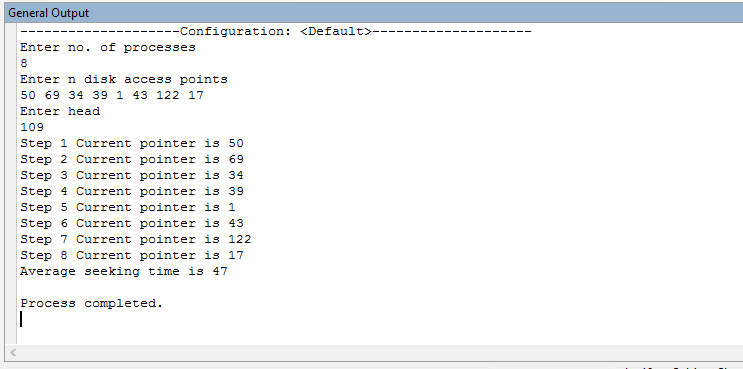 General Output
--------------------Configuration: <Default>--------------------
Enter no. of processes
8
Enter n disk access points
50 69 34 39 1 43 122 17
Enter head
109
Step 1 Current pointer is 50
Step 2 Current pointer is 69
Step 3 Current pointer is 34
Step 4 Current pointer is 39
Step 5 Current pointer is 1
Step 6 Current pointer is 43
Step 7 Current pointer is 122
Step 8 Current pointer is 17
Average seeking time is 47
Process completed.